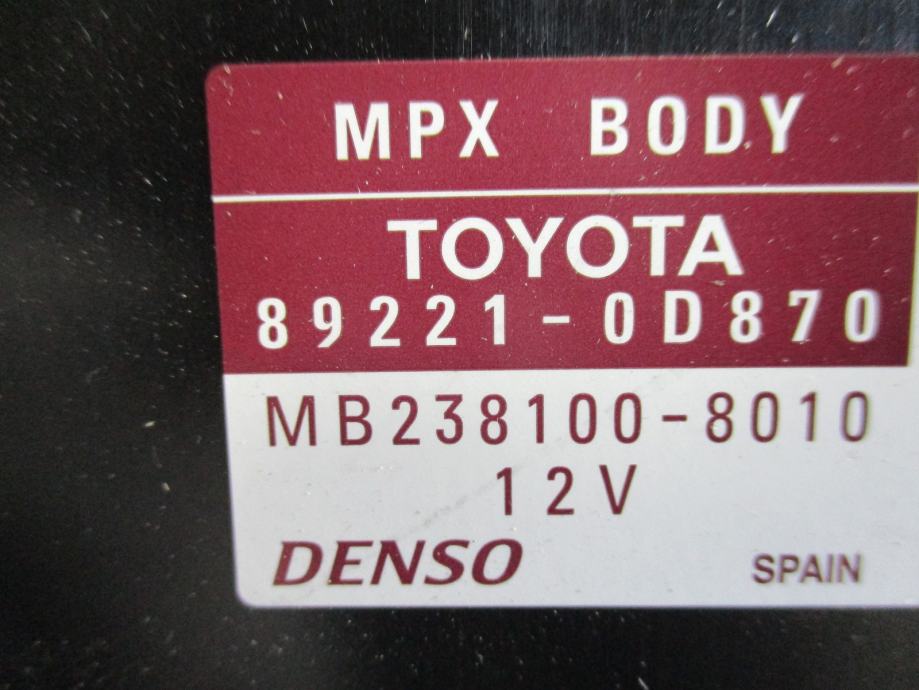 MPX BODY
TOYOTA
89221-0D870
MB238100-8010
12V
DENSO SPAIN